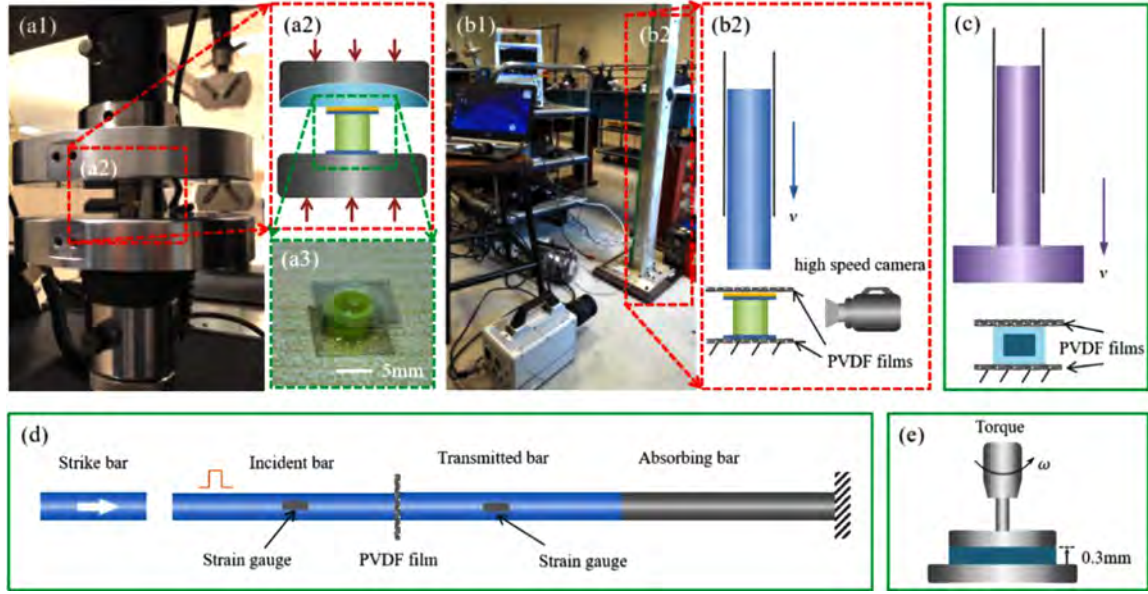 (a1)
(a2)
(a2)
(a3)
5mm
(b1)
(b2)
(b2)
v
high speed camera
PVDF films
(c)
v
PVDF films
(d)
Strike bar
Incident bar
Transmitted bar
Absorbing bar
Strain gauge
PVDF film
Strain gauge
(e)
Torque
ω
0.3mm